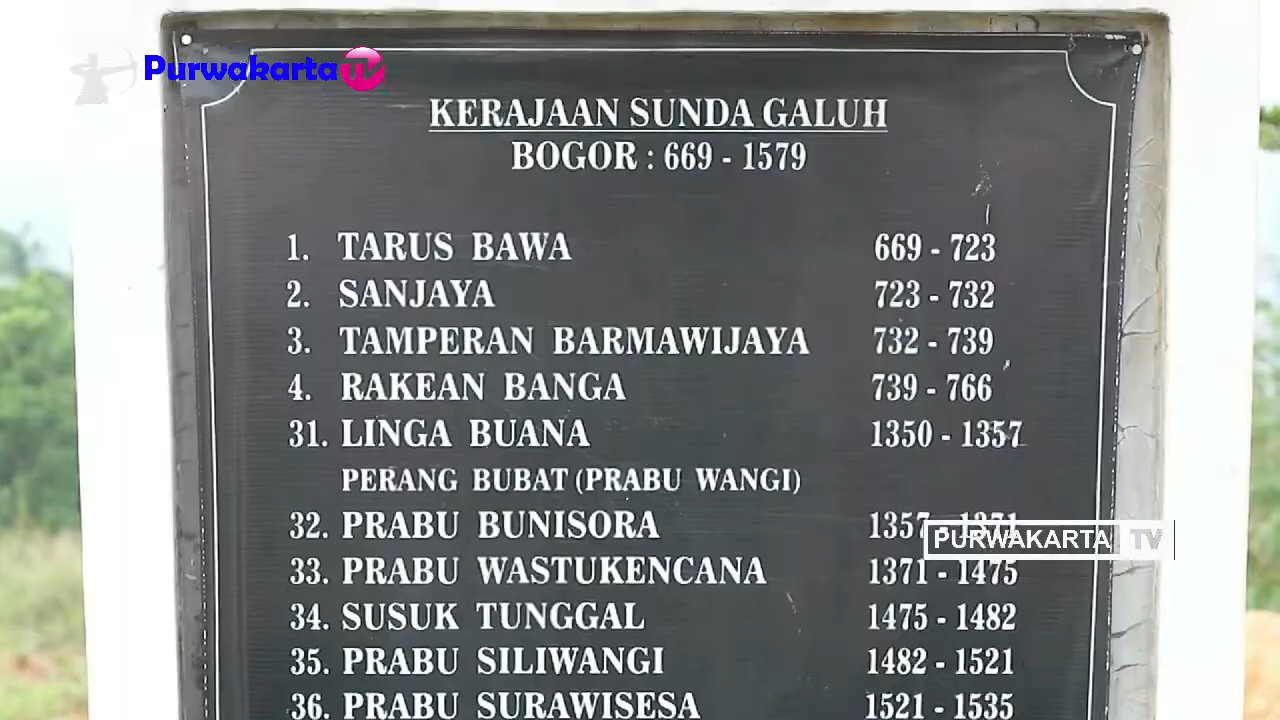 PurwakartaTV
KERAJAAN SUNDA GALUH
BOGOR : 669 - 1579
1. TARUS BAWA 669 - 723
2. SANJAYA 723 - 732
3. TAMPERAN BARMAWIJAYA 732 - 739
4. RAKEAN BANGA 739 - 766
31. LINGA BUANA 1350 - 1357
PERANG BUBAT (PRABU WANGI)
32. PRABU BUNISORA 1357 - 1371
PURWAKARTA TV
33. PRABU WASTUKENCANA 1371 - 1475
34. SUSUK TUNGGAL 1475 - 1482
35. PRABU SILIWANGI 1482 - 1521
36. PRABU SURAWISESA 1521 - 1535